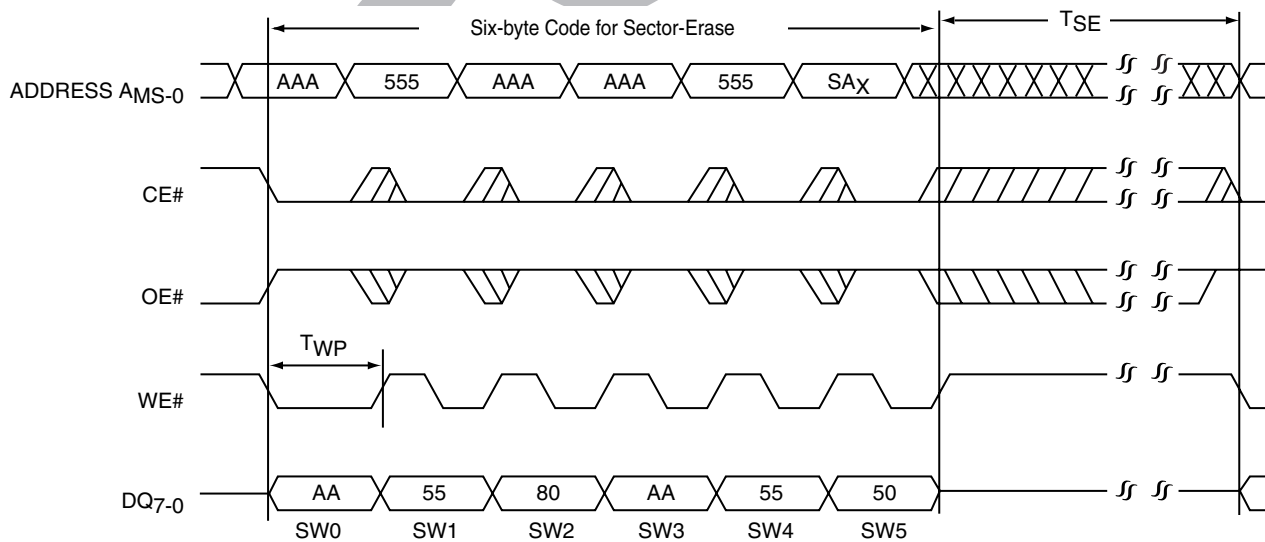 Six-byte Code for Sector-Erase
TSE
ADDRESS AMS-0
AAA 555 AAA AAA 555 SAX
CE#
OE#
TWP
WE#
DQ7-0
AA 55 80 AA 55 50
SW0 SW1 SW2 SW3 SW4 SW5